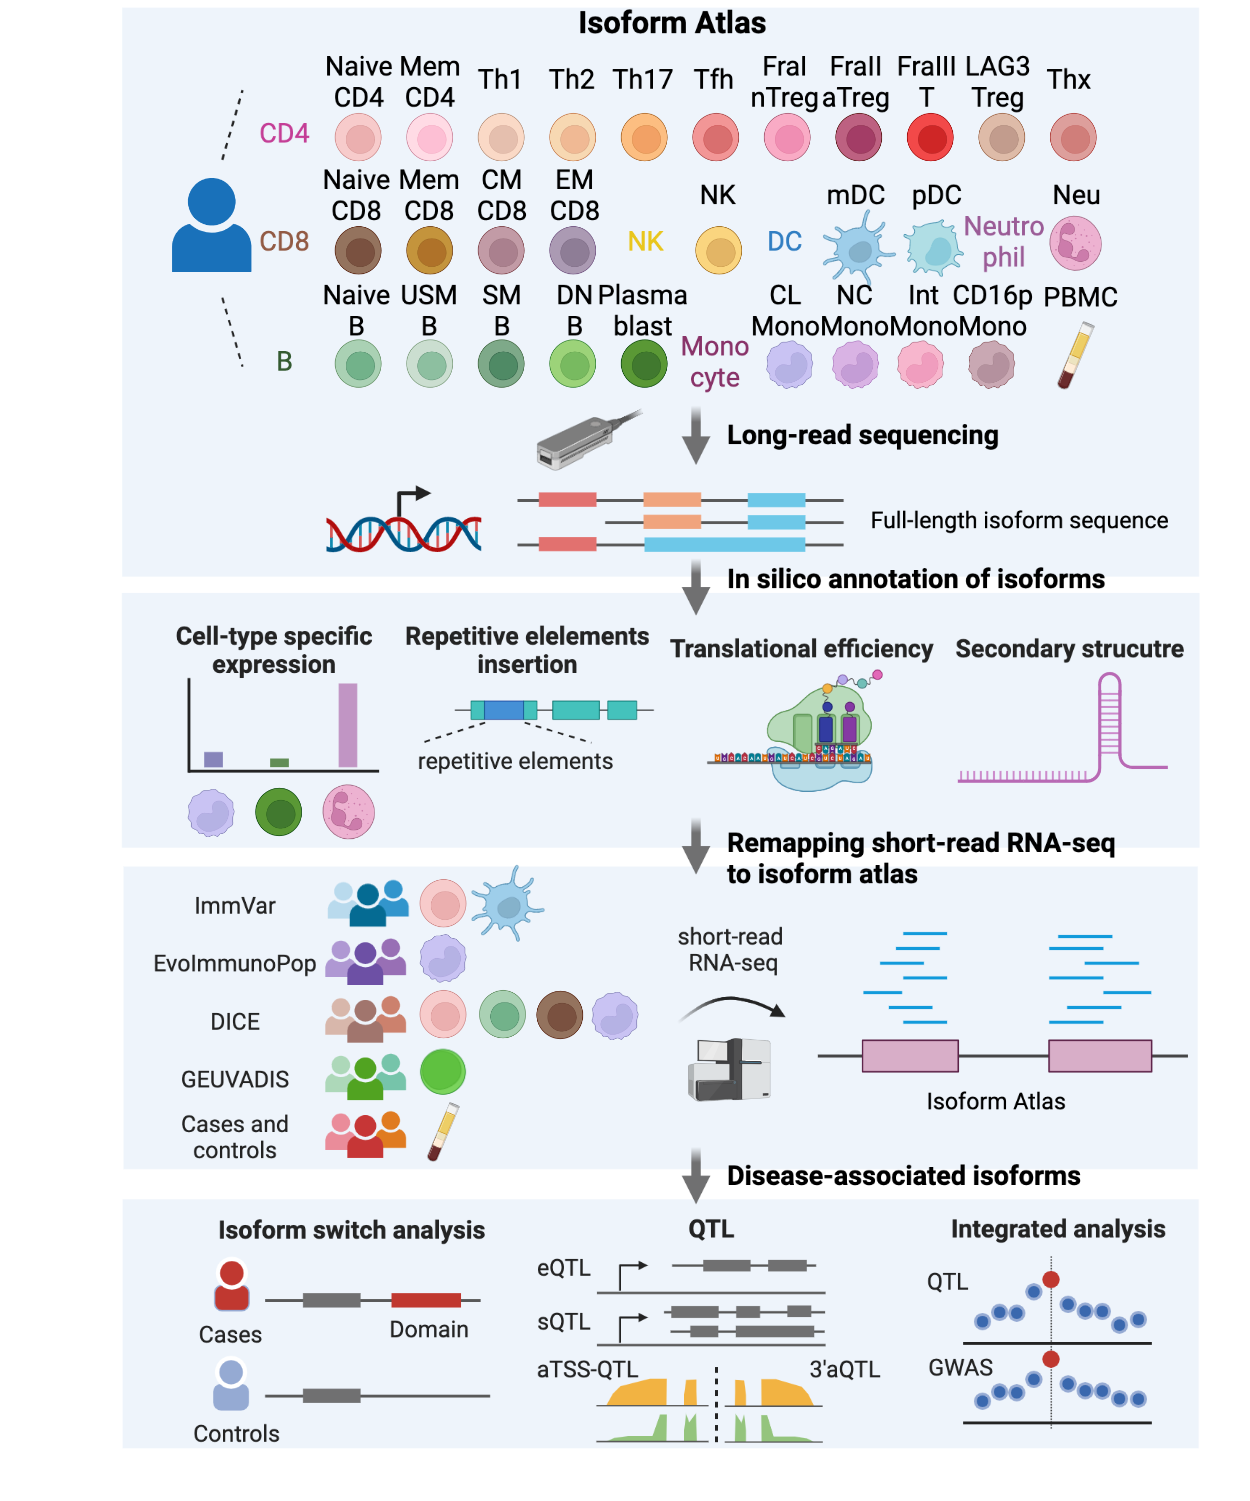 Isoform Atlas
Naive Mem Th1 Th2 Th17 Tfh FraI FraII FraIII LAG3 Thx
CD4 CD4 nTreg aTreg T Treg
CD4
Naive Mem CM EM NK mDC pDC Neu
CD8 CD8 CD8 CD8
CD8 NK DC Neutro
phil
Naive USM SM DN Plasma CL NC Int CD16p PBMC
B B B B blast Mono Mono Mono Mono
B Mono
cyte
Long-read sequencing
Full-length isoform sequence
In silico annotation of isoforms
Cell-type specific
expression
Repetitive elelements
insertion
repetitive elements
Translational efficiency
Secondary strucutre
Remapping short-read RNA-seq
to isoform atlas
ImmVar
EvoImmunoPop
DICE
GEUVADIS
Cases and
controls
short-read
RNA-seq
Isoform Atlas
Disease-associated isoforms
Isoform switch analysis
Cases
Domain
Controls
QTL
eQTL
sQTL
aTSS-QTL
3'aQTL
Integrated analysis
QTL
GWAS